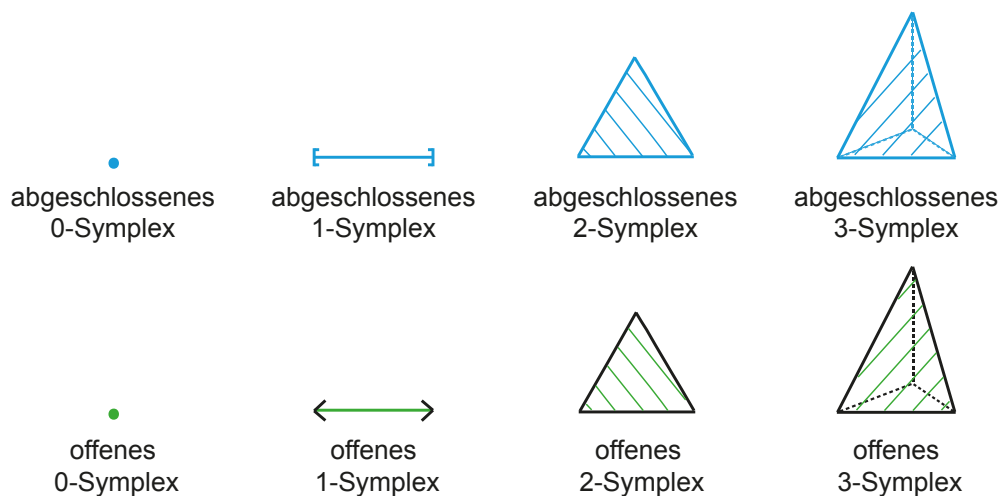 abgeschlossenes
0-Symplex
abgeschlossenes
1-Symplex
abgeschlossenes
2-Symplex
abgeschlossenes
3-Symplex
offenes
0-Symplex
offenes
1-Symplex
offenes
2-Symplex
offenes
3-Symplex